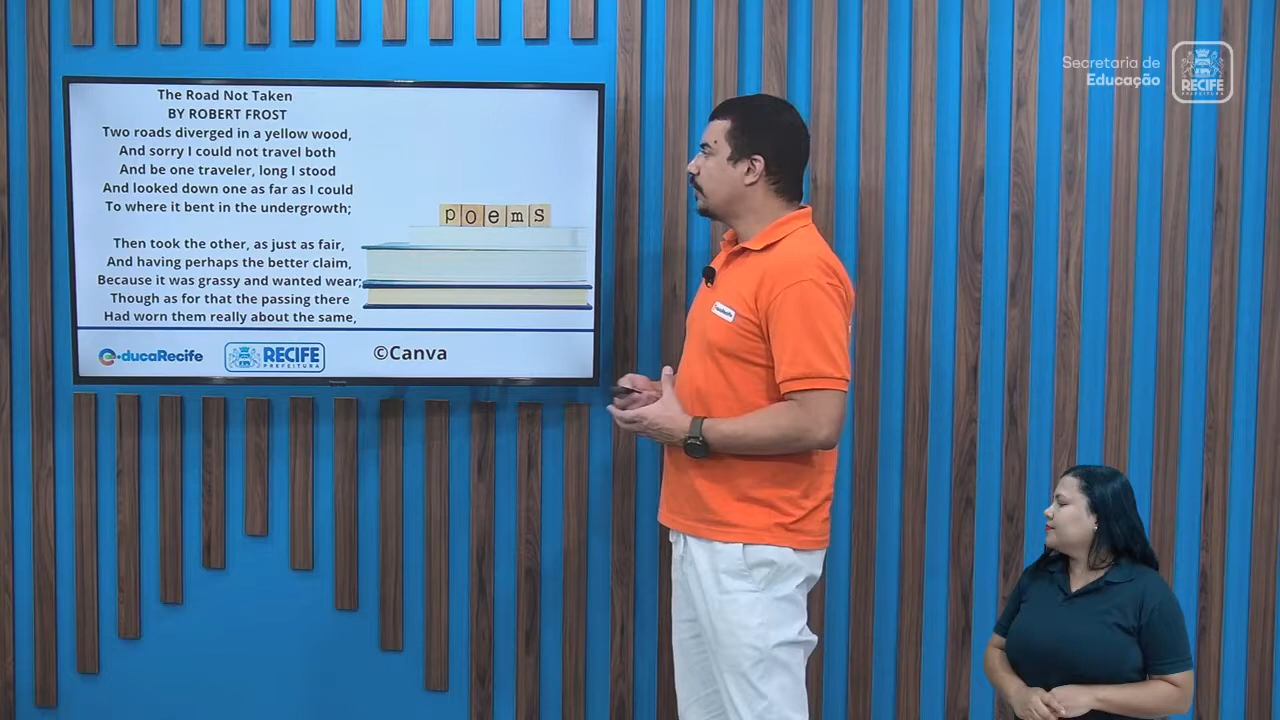 Secretaria de
Educação
RECIFE
PREFEITURA
The Road Not Taken
BY ROBERT FROST
Two roads diverged in a yellow wood,
And sorry I could not travel both
And be one traveler, long I stood
And looked down one as far as I could
To where it bent in the undergrowth;
Then took the other, as just as fair,
And having perhaps the better claim,
Because it was grassy and wanted wear;
Though as for that the passing there
Had worn them really about the same,
poems
e·ducaRecife
RECIFE
PREFEITURA
©Canva